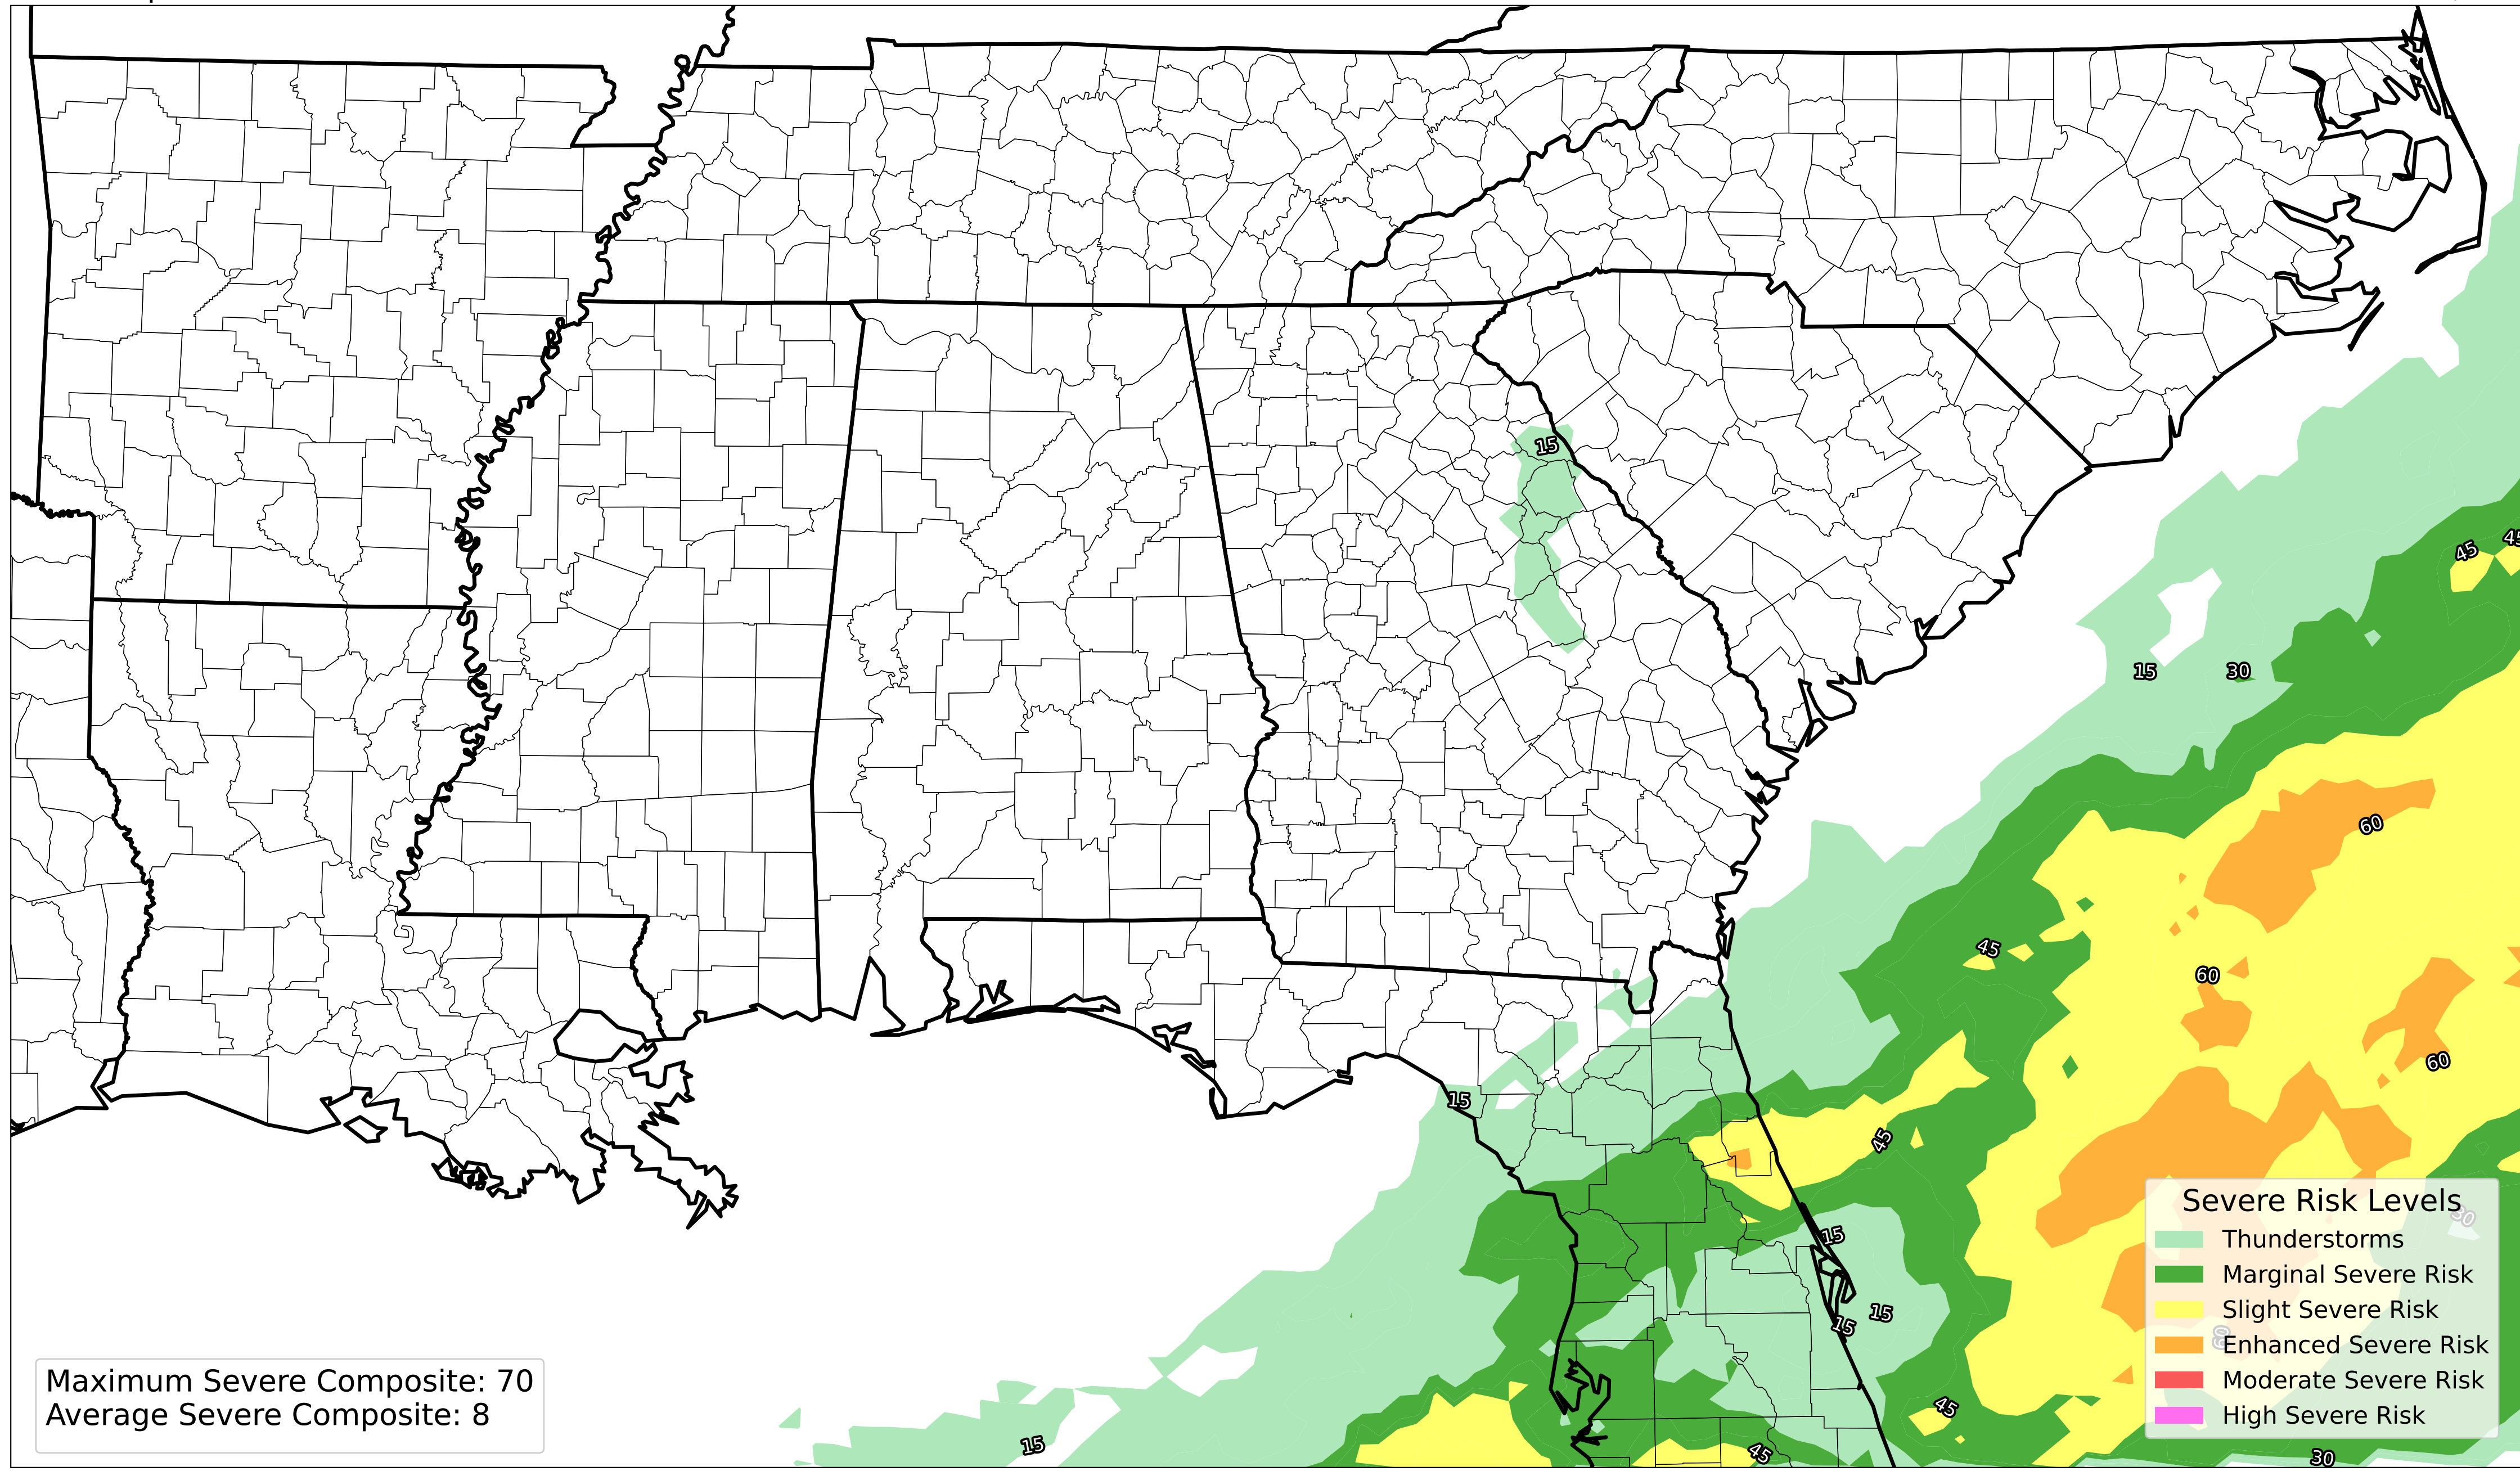 15
45
45
15
30
60
45
60
60
15
45
15
15
15
45
15
45
30
30
60
Severe Risk Levels
Thunderstorms
Marginal Severe Risk
Slight Severe Risk
Enhanced Severe Risk
Moderate Severe Risk
High Severe Risk
Maximum Severe Composite: 70
Average Severe Composite: 8